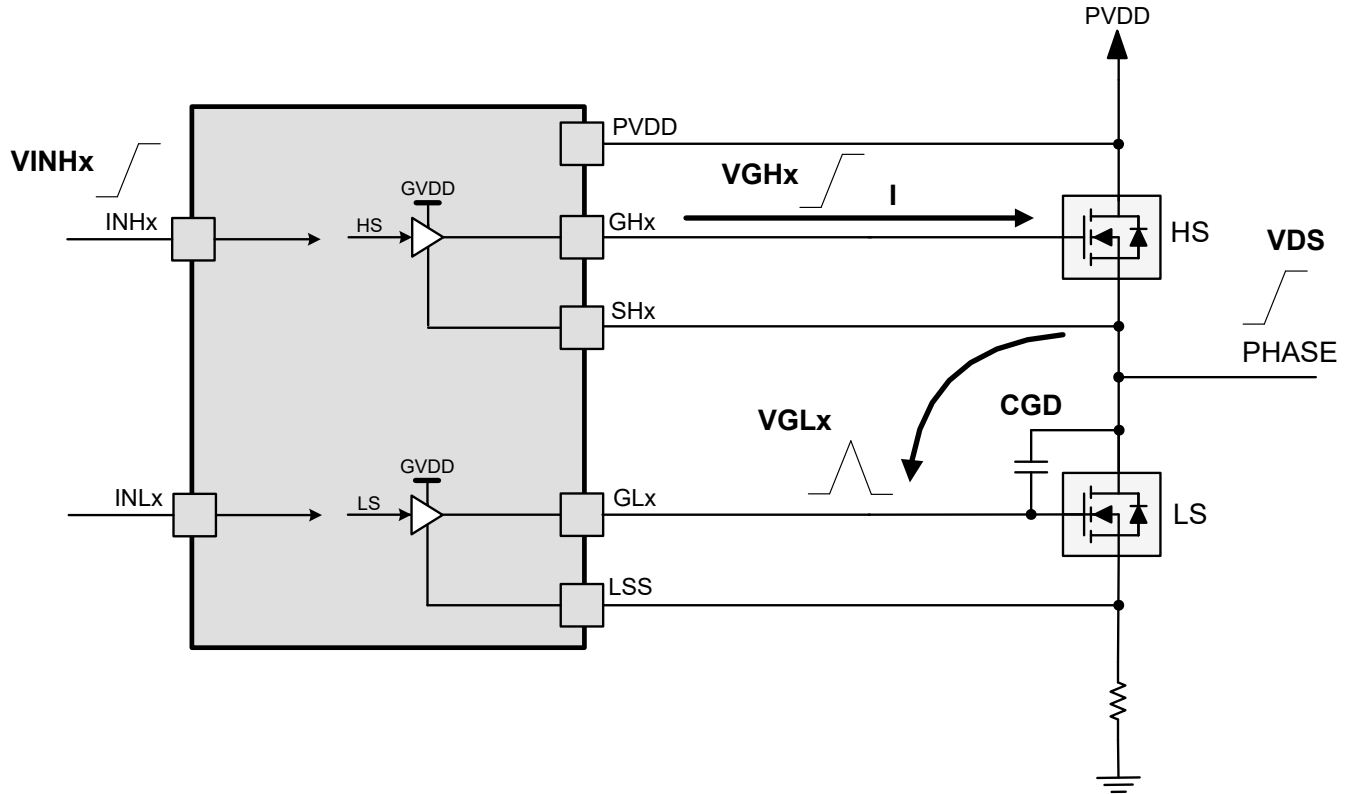 PVDD
PVDD
VINHx
VGHx
I
GVDD
INHx
HS
GHx
HS
VDS
SHx
PHASE
CGD
VGLx
GVDD
INLx
LS
GLx
LS
LSS